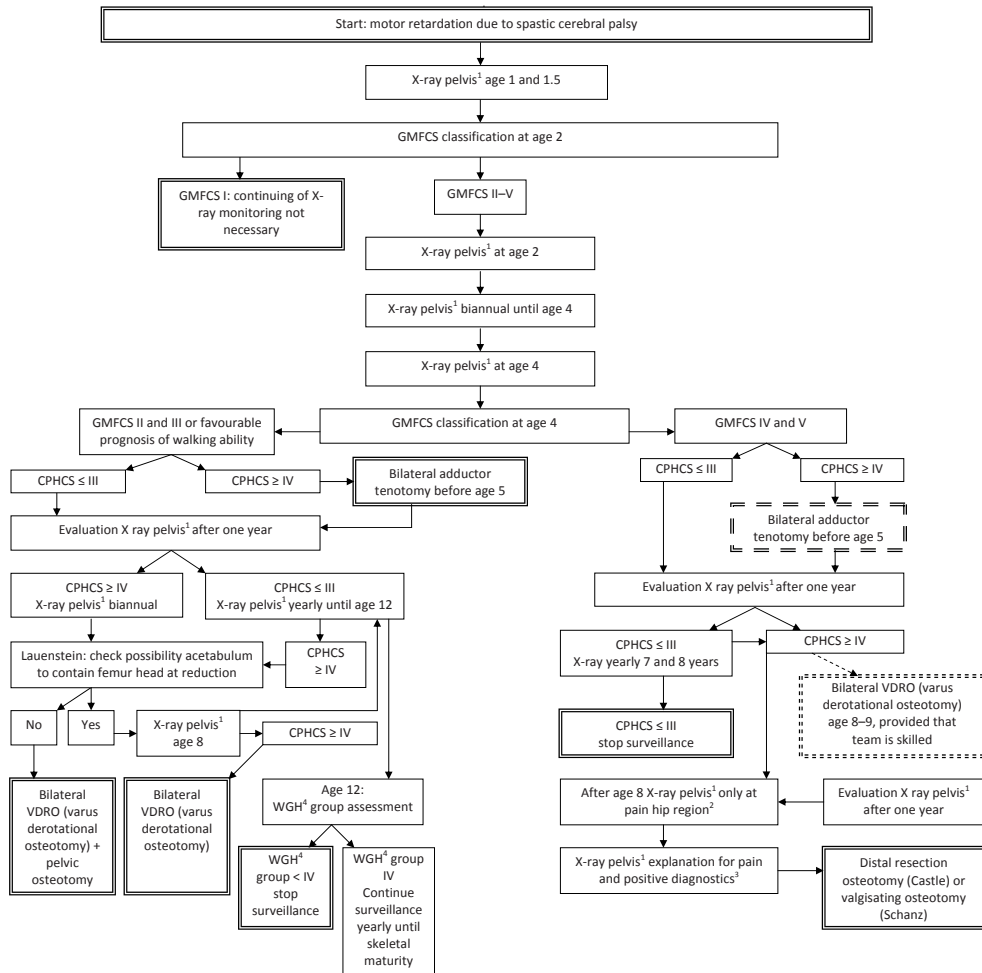 Start: motor retardation due to spastic cerebral palsy
X-ray pelvis¹ age 1 and 1.5
GMFCS classification at age 2
GMFCS I: continuing of X-
ray monitoring not
necessary
GMFCS II–V
X-ray pelvis¹ at age 2
X-ray pelvis¹ biannual until age 4
X-ray pelvis¹ at age 4
GMFCS classification at age 4
GMFCS II and III or favourable
prognosis of walking ability
CPHCS ≤ III
CPHCS ≥ IV
Bilateral adductor
tenotomy before age 5
Evaluation X ray pelvis¹ after one year
CPHCS ≥ IV
X-ray pelvis¹ biannual
CPHCS ≤ III
X-ray pelvis¹ yearly until age 12
Lauenstein: check possibility acetabulum
to contain femur head at reduction
CPHCS
≥ IV
No
Yes
X-ray pelvis¹
age 8
CPHCS ≥ IV
Bilateral
VDRO (varus
derotational
osteotomy) +
pelvic
osteotomy
Bilateral
VDRO (varus
derotational
osteotomy)
Age 12:
WGH⁴ group assessment
WGH⁴
group < IV
stop
surveillance
WGH⁴ group
IV
Continue
surveillance
yearly until
skeletal
maturity
GMFCS IV and V
CPHCS ≤ III
CPHCS ≥ IV
Bilateral adductor
tenotomy before age 5
Evaluation X ray pelvis¹ after one year
CPHCS ≤ III
X-ray yearly 7 and 8 years
CPHCS ≥ IV
CPHCS ≤ III
stop surveillance
Bilateral VDRO (varus
derotational osteotomy)
age 8–9, provided that
team is skilled
After age 8 X-ray pelvis¹ only at
pain hip region²
Evaluation X ray pelvis¹
after one year
X-ray pelvis¹ explanation for pain
and positive diagnostics³
Distal resection
osteotomy (Castle) or
valgisating osteotomy
(Schanz)